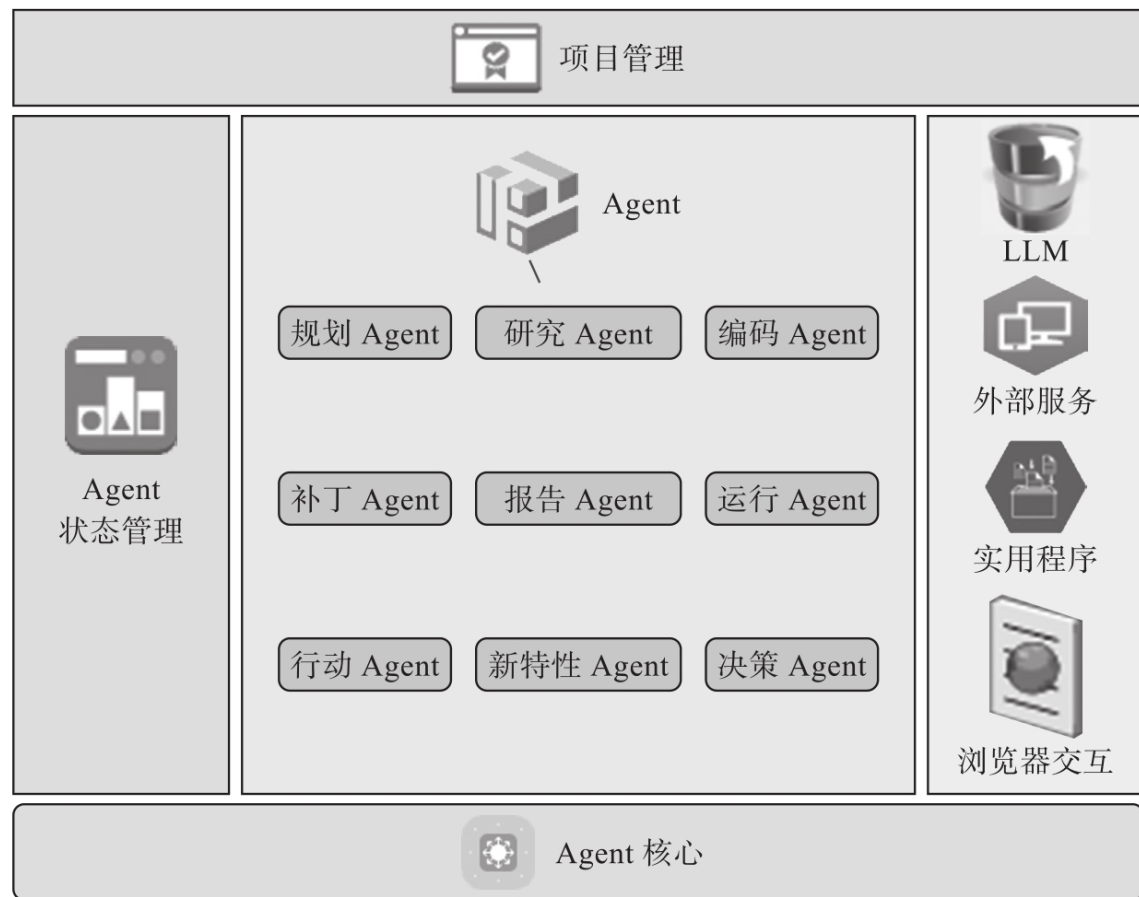 项目管理
Agent
状态管理
Agent
规划 Agent
研究 Agent
编码 Agent
补丁 Agent
报告 Agent
运行 Agent
行动 Agent
新特性 Agent
决策 Agent
LLM
外部服务
实用程序
浏览器交互
Agent 核心